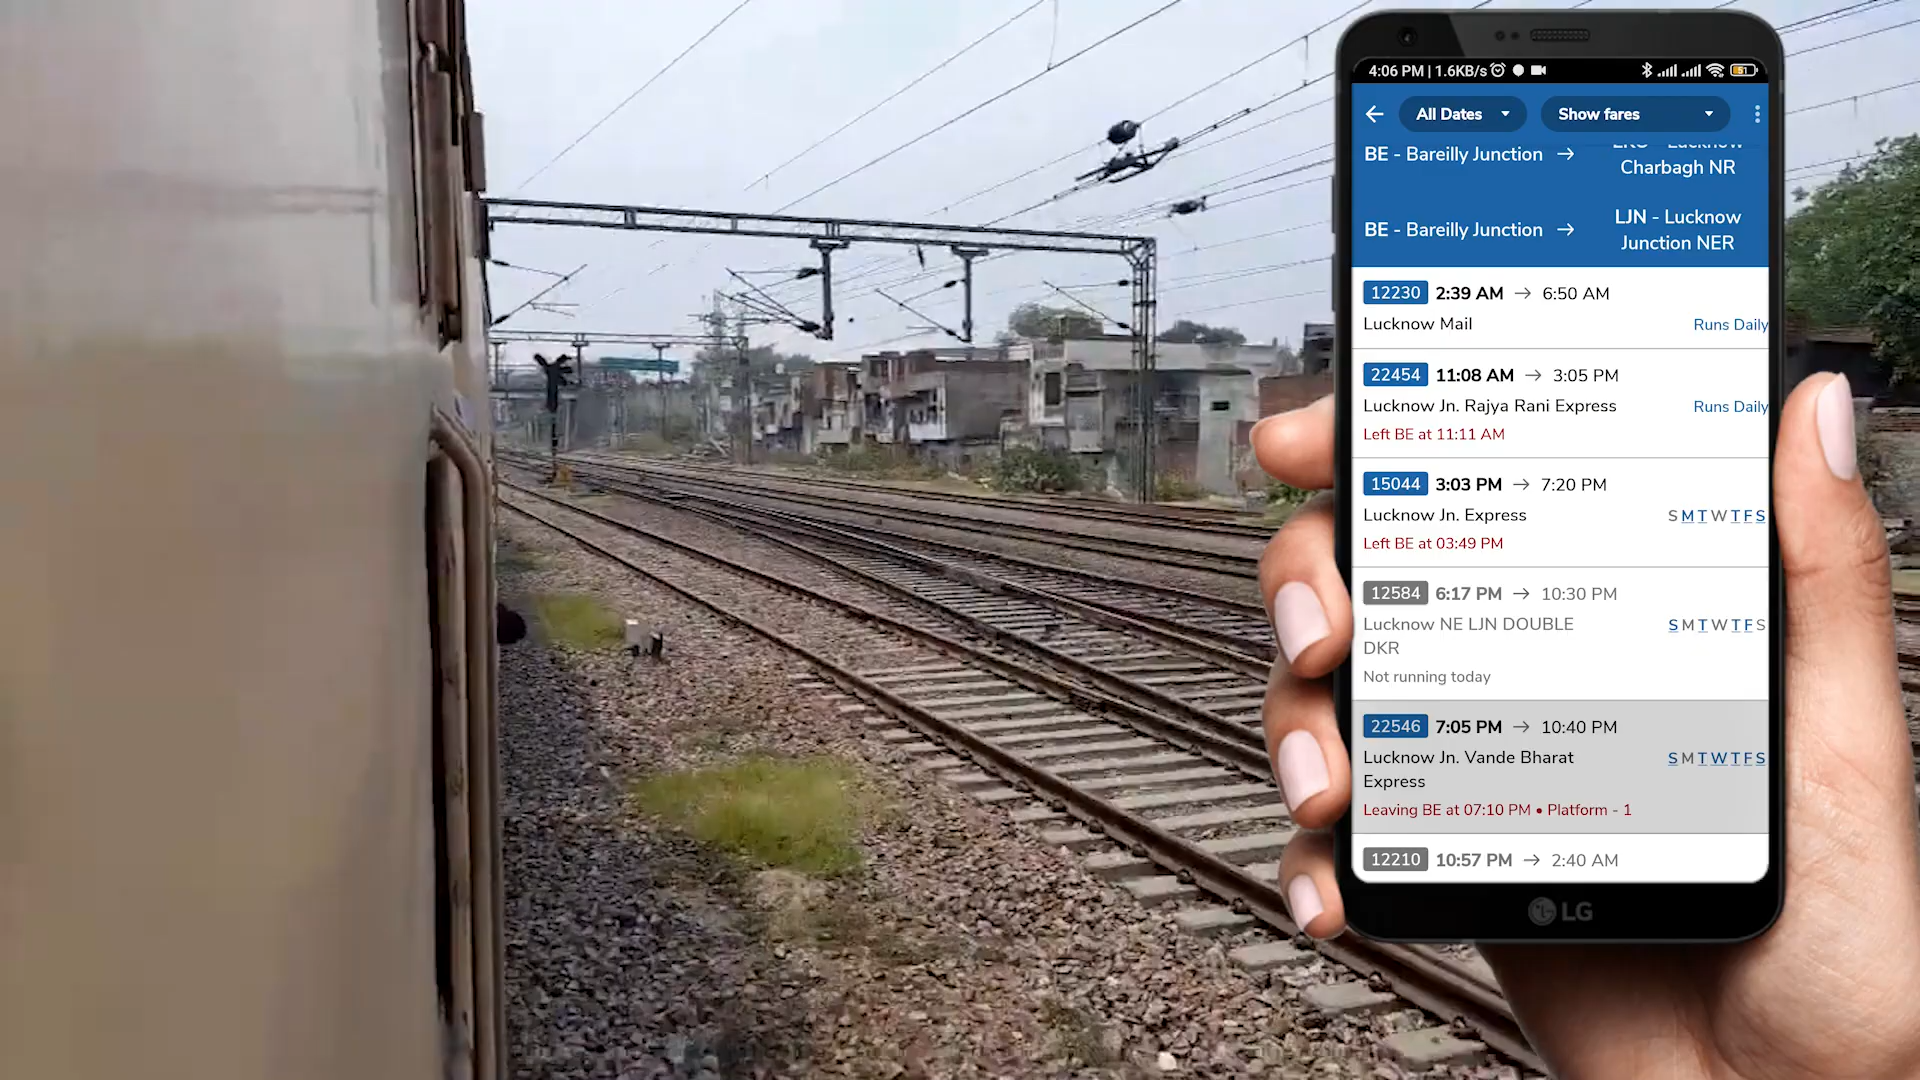 4:06 PM | 1.6KB/s
51
All Dates
Show fares
BE - Bareilly Junction → LKO - Lucknow
Charbagh NR
BE - Bareilly Junction → LJN - Lucknow
Junction NER
12230 2:39 AM → 6:50 AM
Lucknow Mail Runs Daily
22454 11:08 AM → 3:05 PM
Lucknow Jn. Rajya Rani Express Runs Daily
Left BE at 11:11 AM
15044 3:03 PM → 7:20 PM
Lucknow Jn. Express S M T W T F S
Left BE at 03:49 PM
12584 6:17 PM → 10:30 PM
Lucknow NE LJN DOUBLE S M T W T F S
DKR
Not running today
22546 7:05 PM → 10:40 PM
Lucknow Jn. Vande Bharat S M T W T F S
Express
Leaving BE at 07:10 PM • Platform - 1
12210 10:57 PM → 2:40 AM
LG